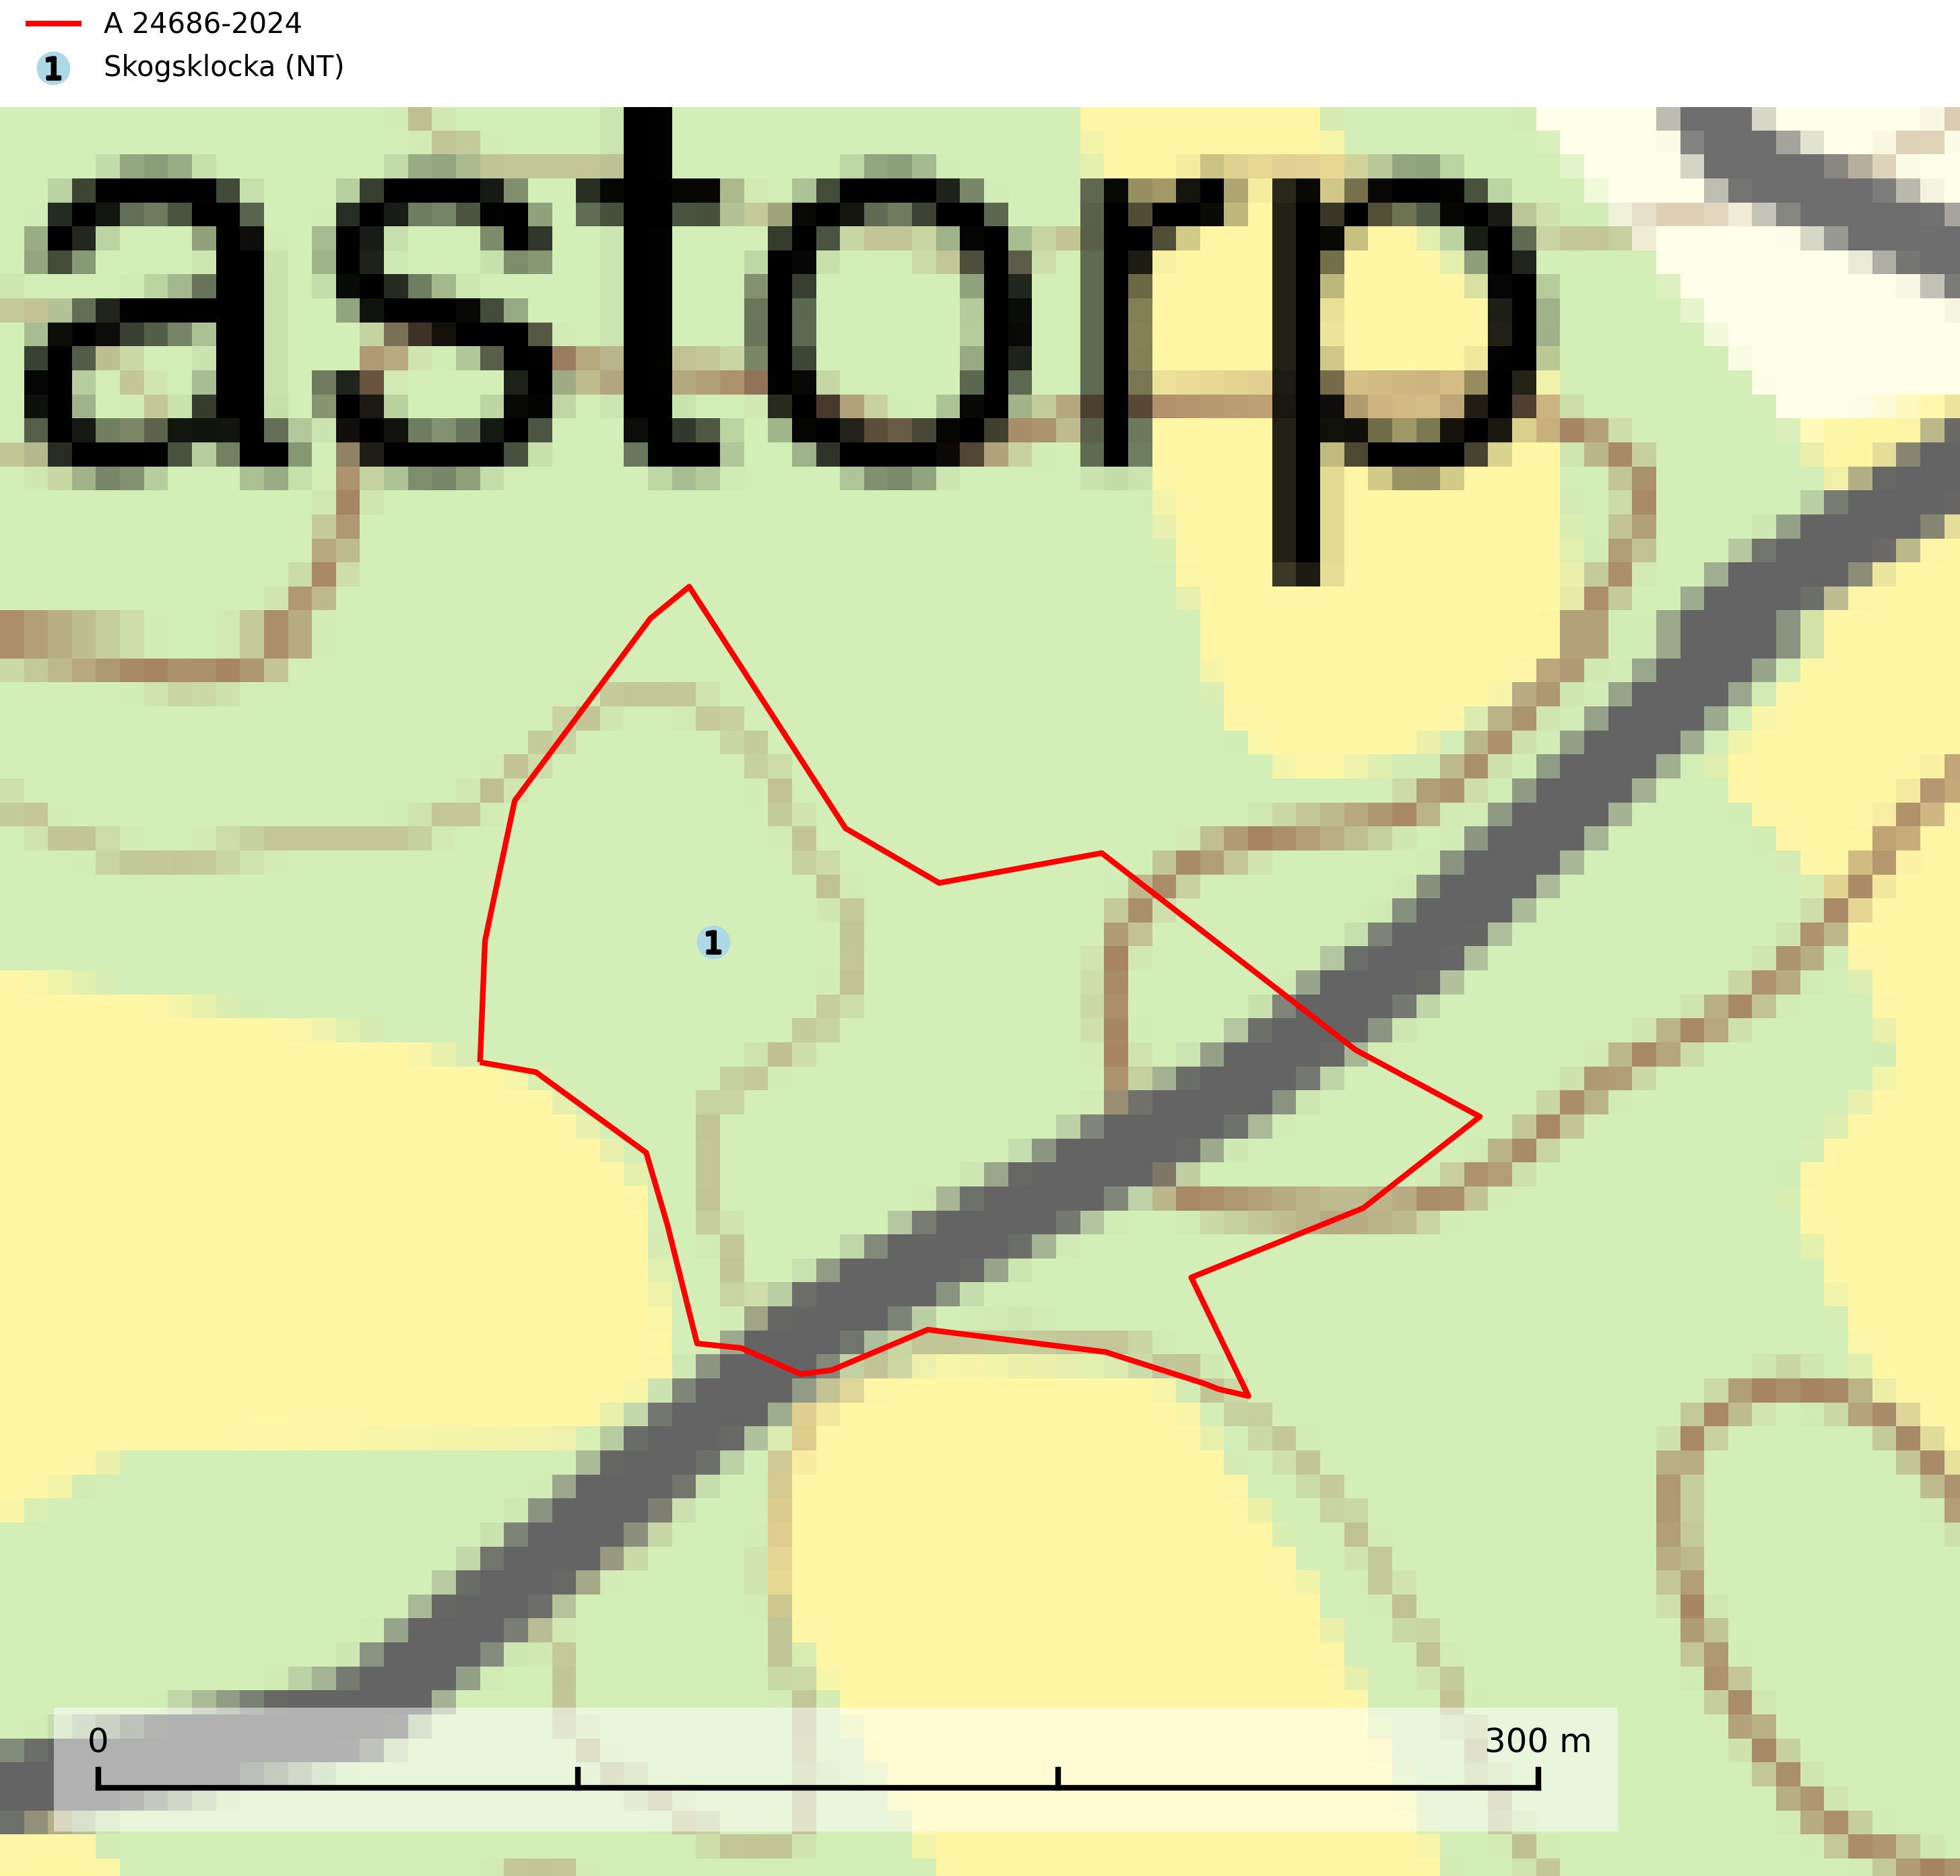 A 24686-2024
1 Skogsklocka (NT)
astorp
1
0 300 m